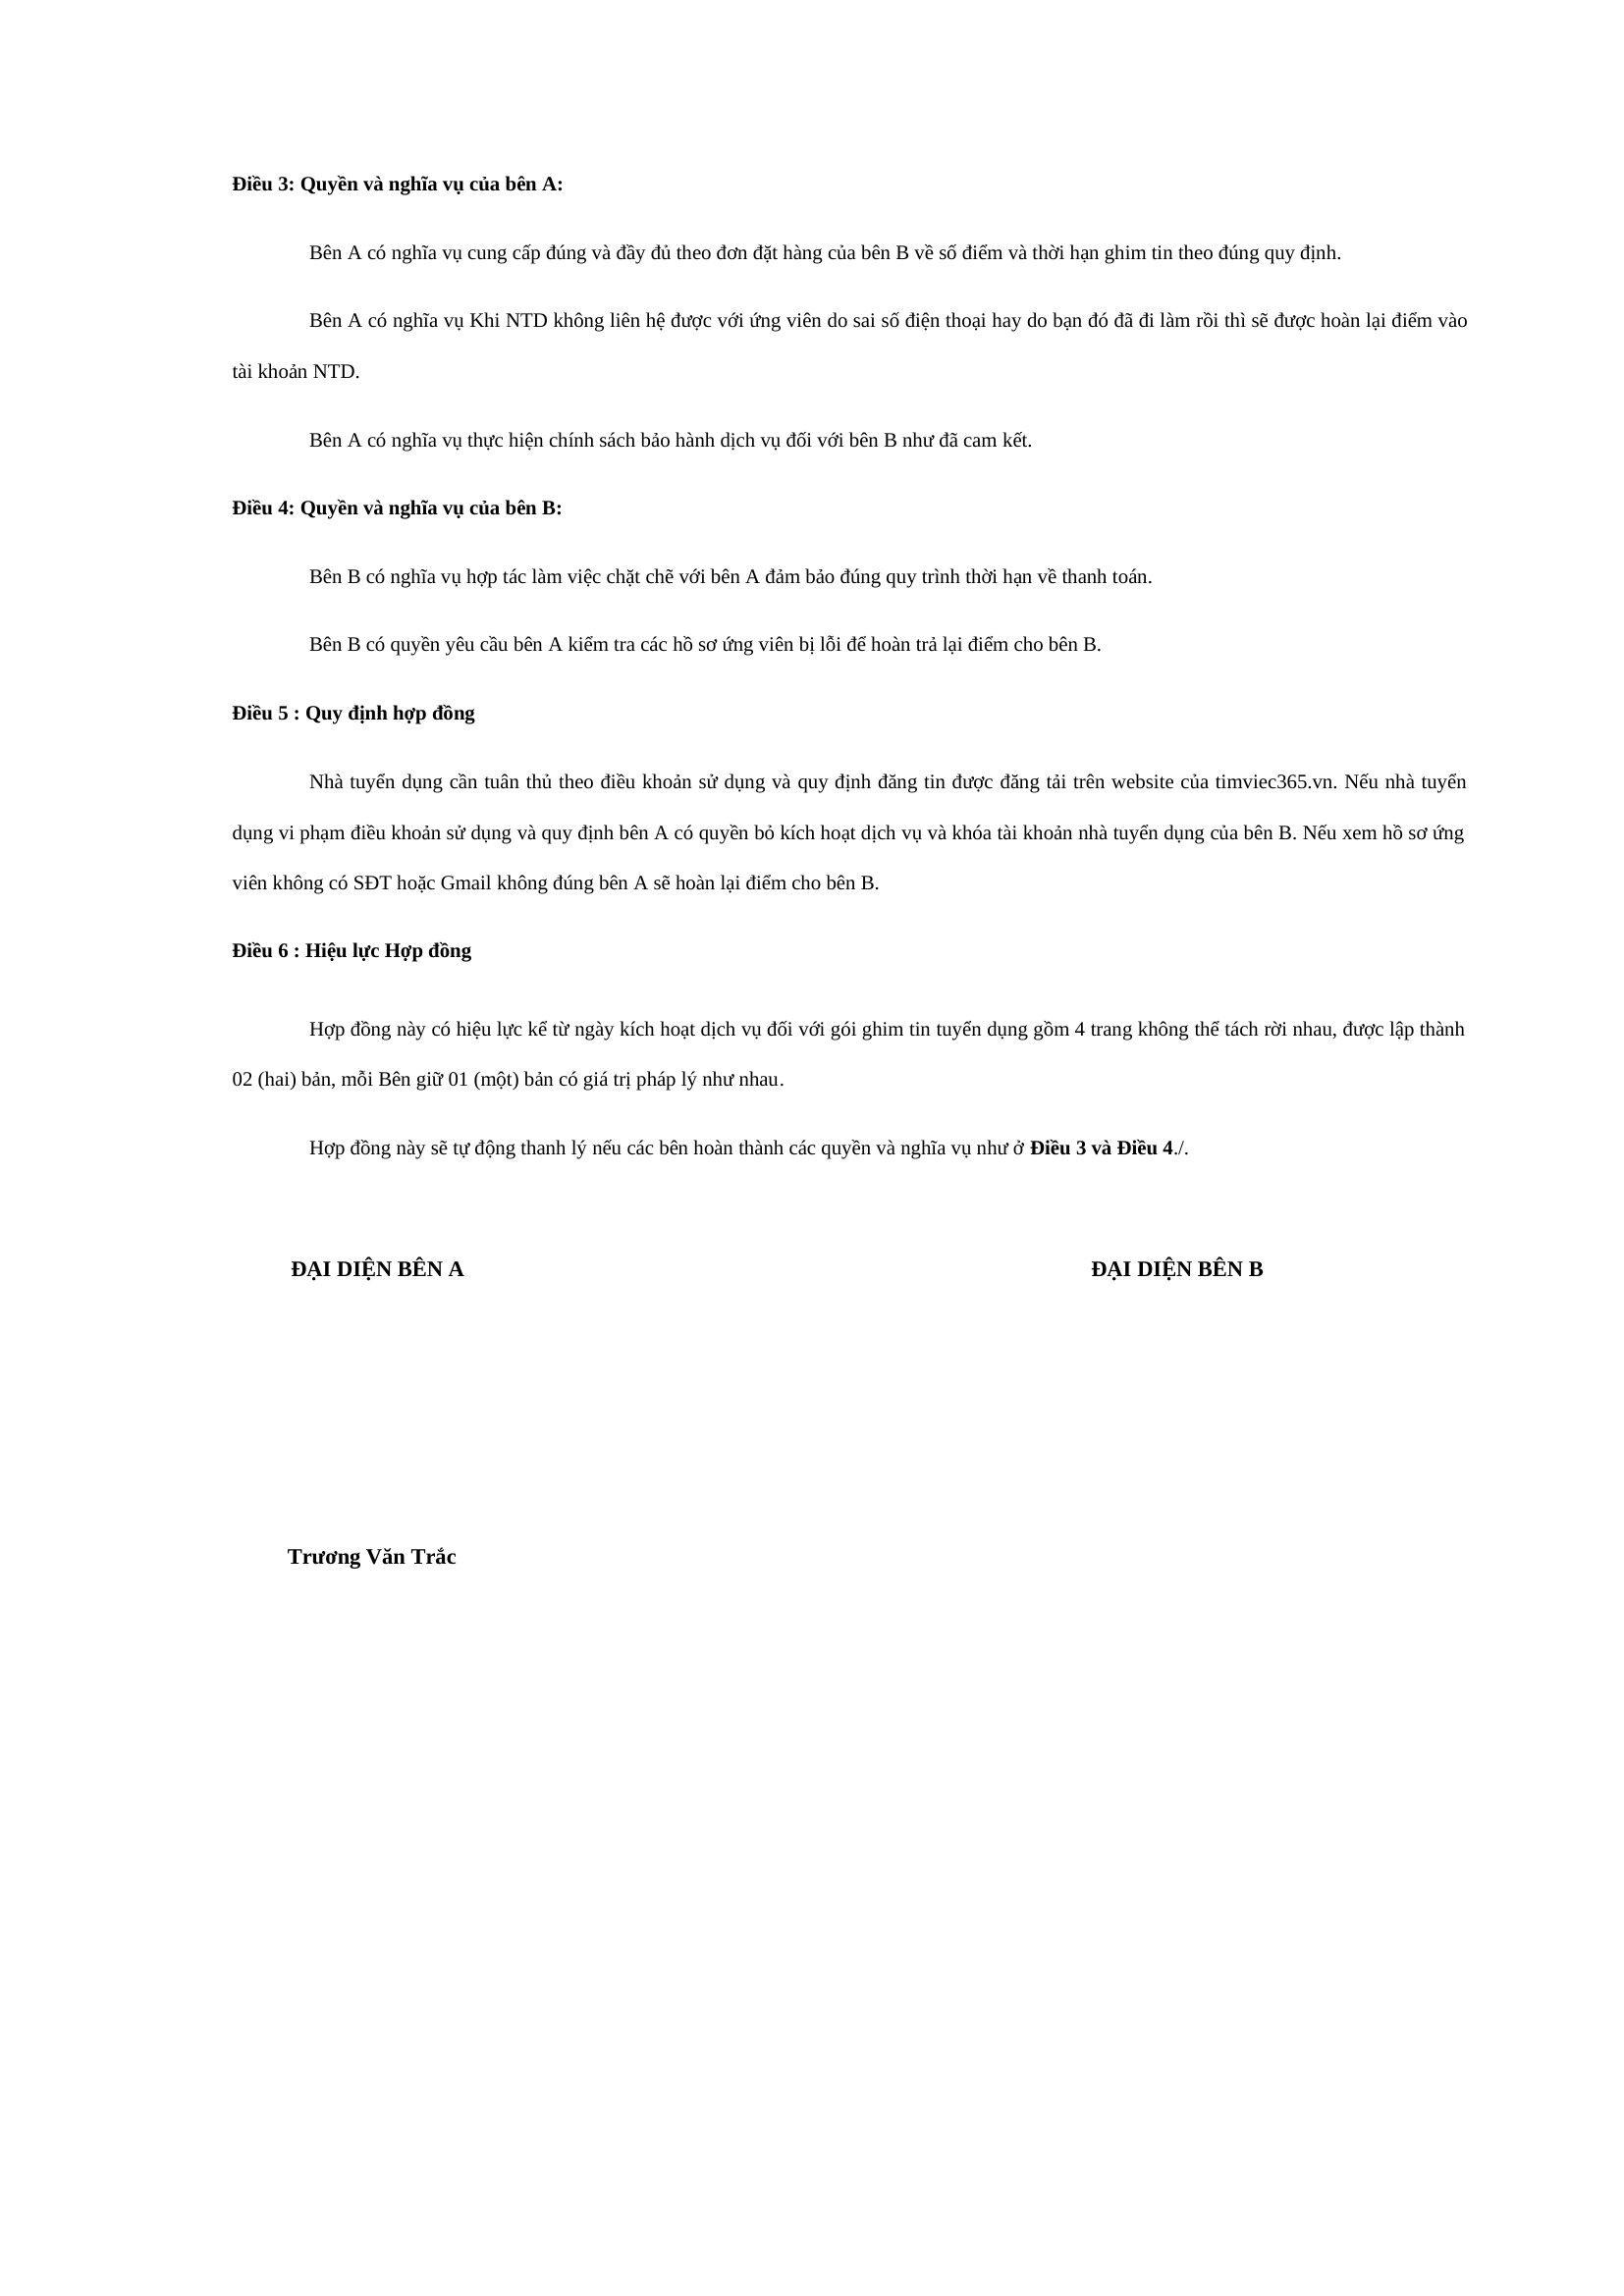 Điều 3: Quyền và nghĩa vụ của bên A:
Bên A có nghĩa vụ cung cấp đúng và đầy đủ theo đơn đặt hàng của bên B về số điểm và thời hạn ghim tin theo đúng quy định.
Bên A có nghĩa vụ Khi NTD không liên hệ được với ứng viên do sai số điện thoại hay do bạn đó đã đi làm rồi thì sẽ được hoàn lại điểm vào
tài khoản NTD.
Bên A có nghĩa vụ thực hiện chính sách bảo hành dịch vụ đối với bên B như đã cam kết.
Điều 4: Quyền và nghĩa vụ của bên B:
Bên B có nghĩa vụ hợp tác làm việc chặt chẽ với bên A đảm bảo đúng quy trình thời hạn về thanh toán.
Bên B có quyền yêu cầu bên A kiểm tra các hồ sơ ứng viên bị lỗi để hoàn trả lại điểm cho bên B.
Điều 5 : Quy định hợp đồng
Nhà tuyển dụng cần tuân thủ theo điều khoản sử dụng và quy định đăng tin được đăng tải trên website của timviec365.vn. Nếu nhà tuyển
dụng vi phạm điều khoản sử dụng và quy định bên A có quyền bỏ kích hoạt dịch vụ và khóa tài khoản nhà tuyển dụng của bên B. Nếu xem hồ sơ ứng
viên không có SĐT hoặc Gmail không đúng bên A sẽ hoàn lại điểm cho bên B.
Điều 6 : Hiệu lực Hợp đồng
Hợp đồng này có hiệu lực kể từ ngày kích hoạt dịch vụ đối với gói ghim tin tuyển dụng gồm 4 trang không thể tách rời nhau, được lập thành
02 (hai) bản, mỗi Bên giữ 01 (một) bản có giá trị pháp lý như nhau.
Hợp đồng này sẽ tự động thanh lý nếu các bên hoàn thành các quyền và nghĩa vụ như ở Điều 3 và Điều 4./.
ĐẠI DIỆN BÊN A ĐẠI DIỆN BÊN B
Trương Văn Trắc